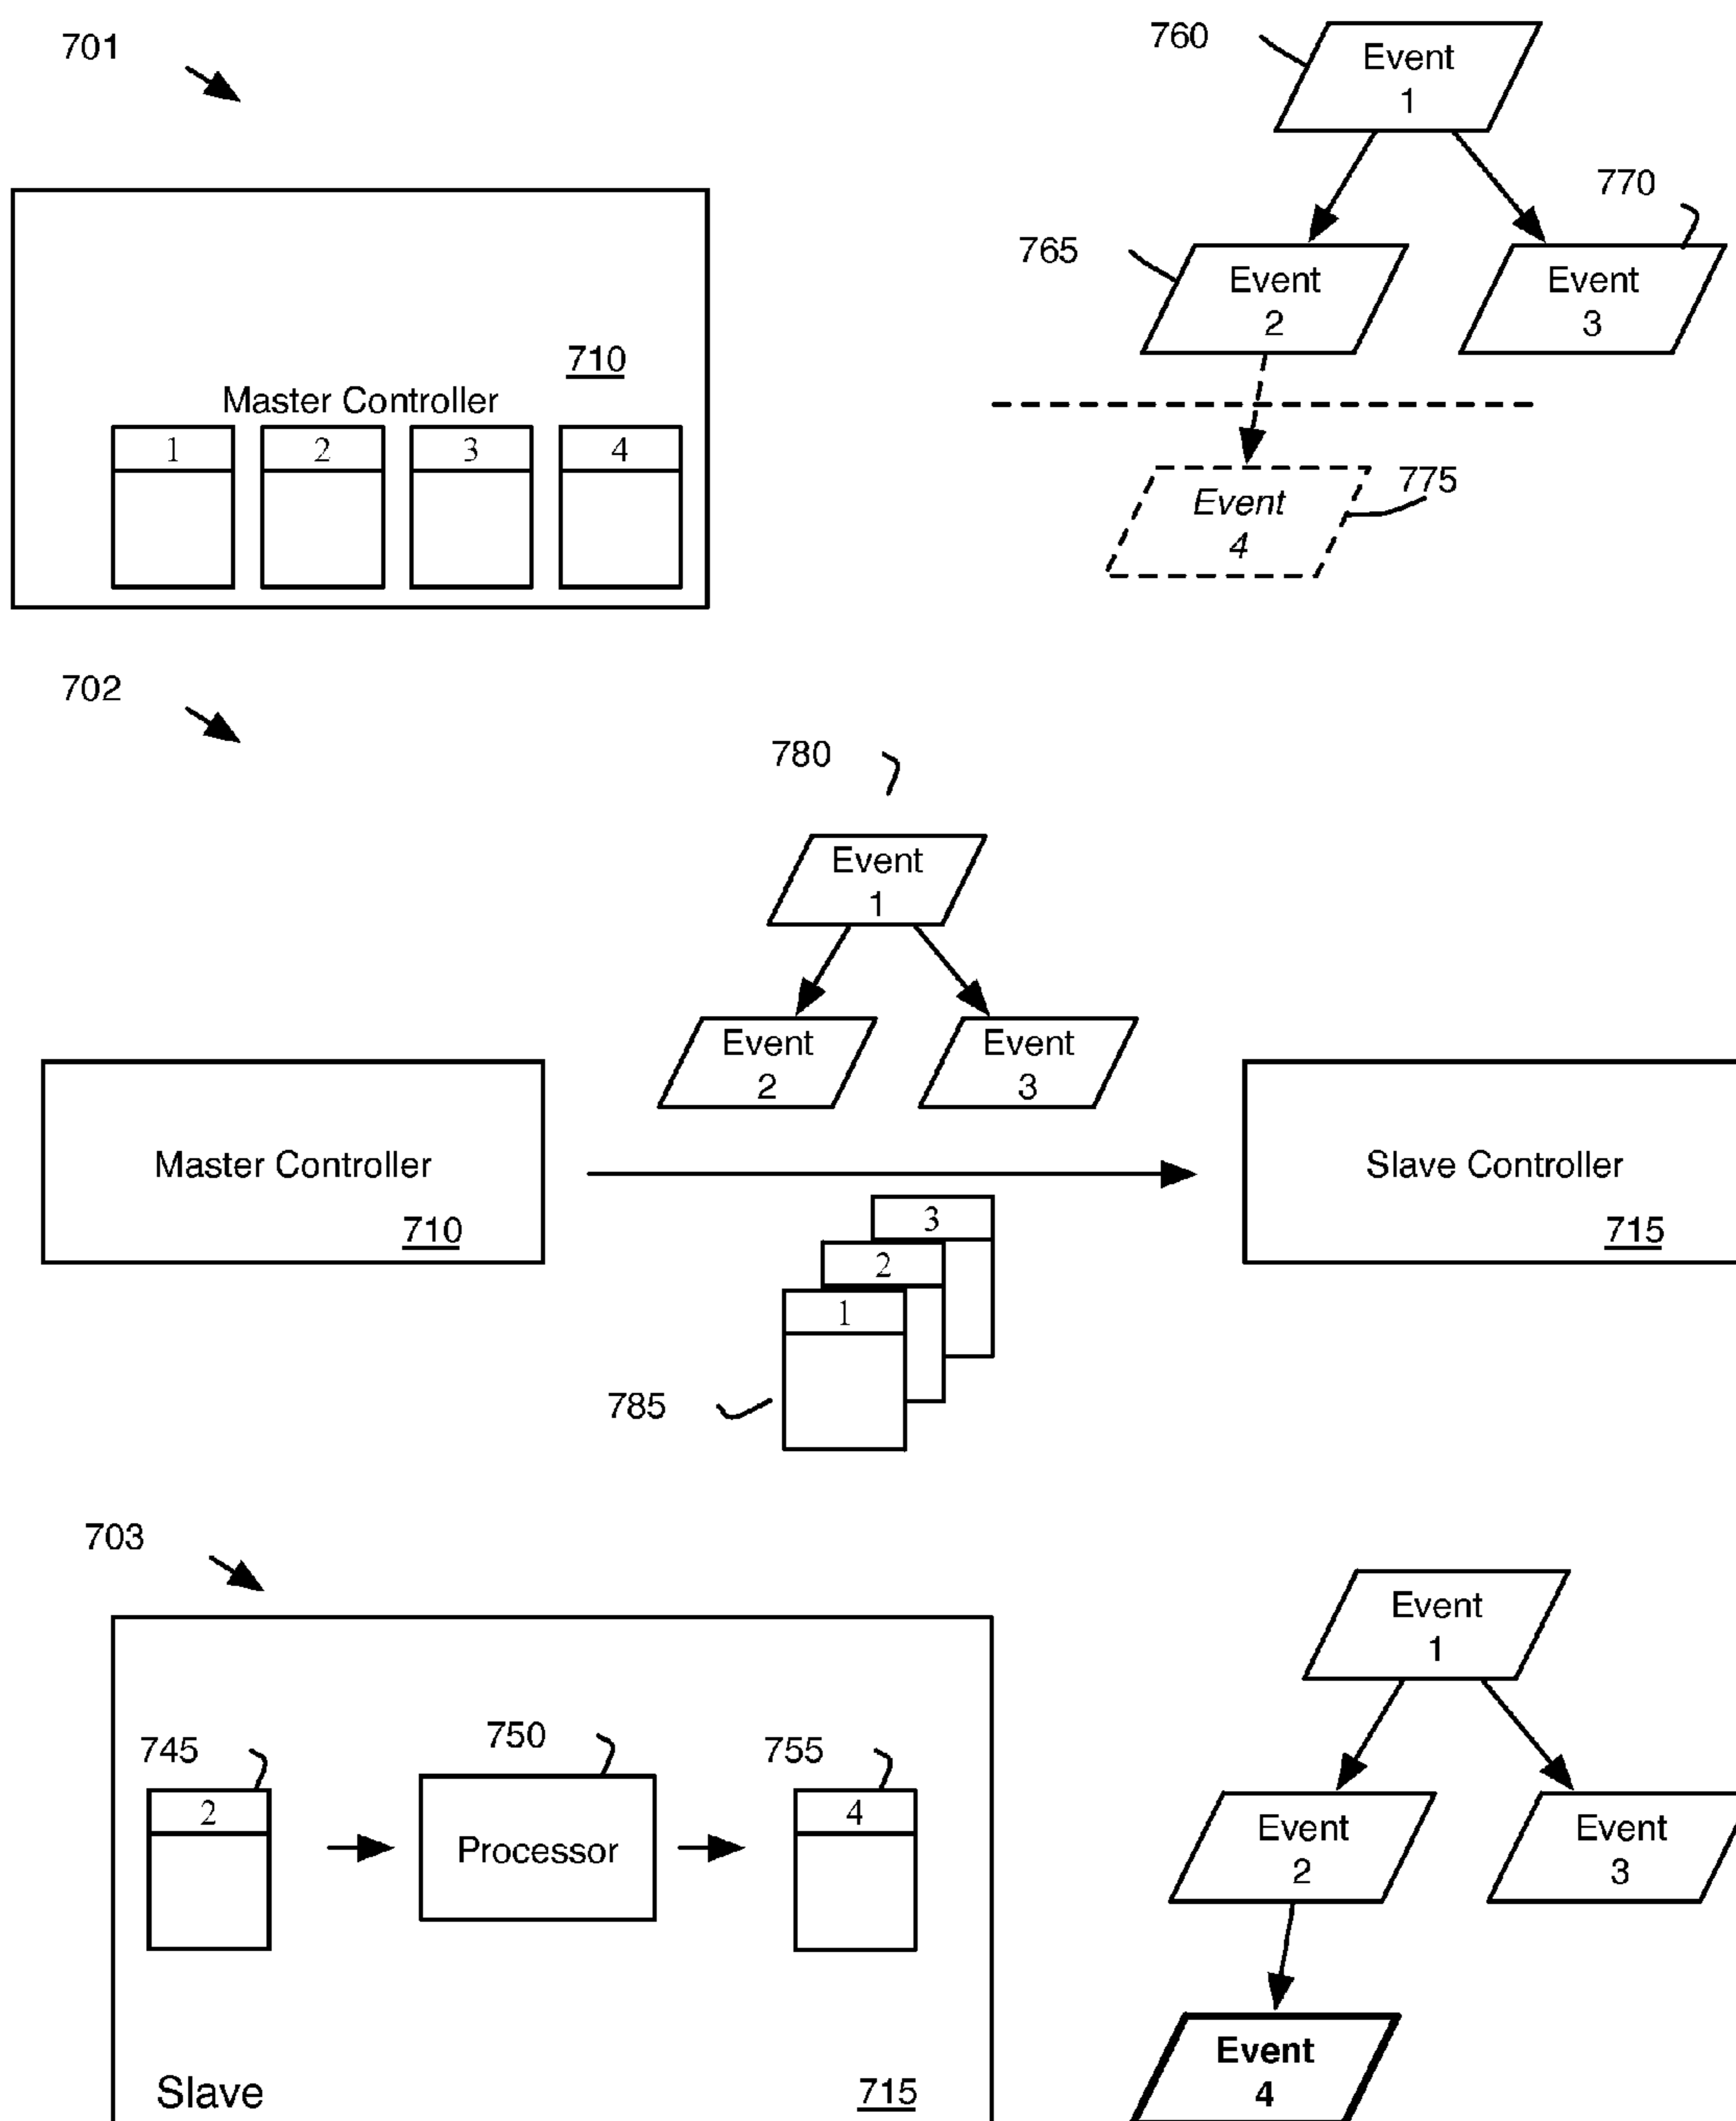 701
760
Event
1
770
765
Event
2
Event
3
710
Master Controller
1 2 3 4
775
Event
4
702
780
Event
1
Event
2
Event
3
Master Controller
710
Slave Controller
715
3
2
1
785
703
Event
1
745
750
755
2
Processor
4
Event
2
Event
3
Slave
715
Event
4